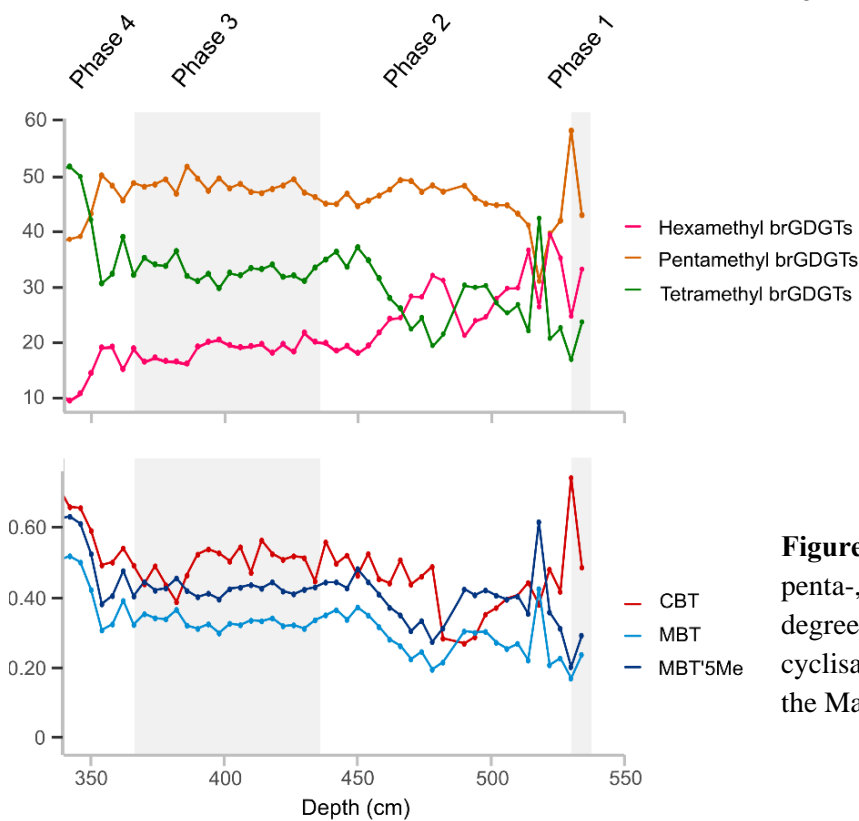 Phase 4
Phase 3
Phase 2
Phase 1
60
50
40
30
20
10
Hexamethyl brGDGTs
Pentamethyl brGDGTs
Tetramethyl brGDGTs
0.60
0.40
0.20
0
CBT
MBT
MBT'5Me
350
400
450
500
550
Depth (cm)
Figure
penta-,
degree
cyclisa
the Ma